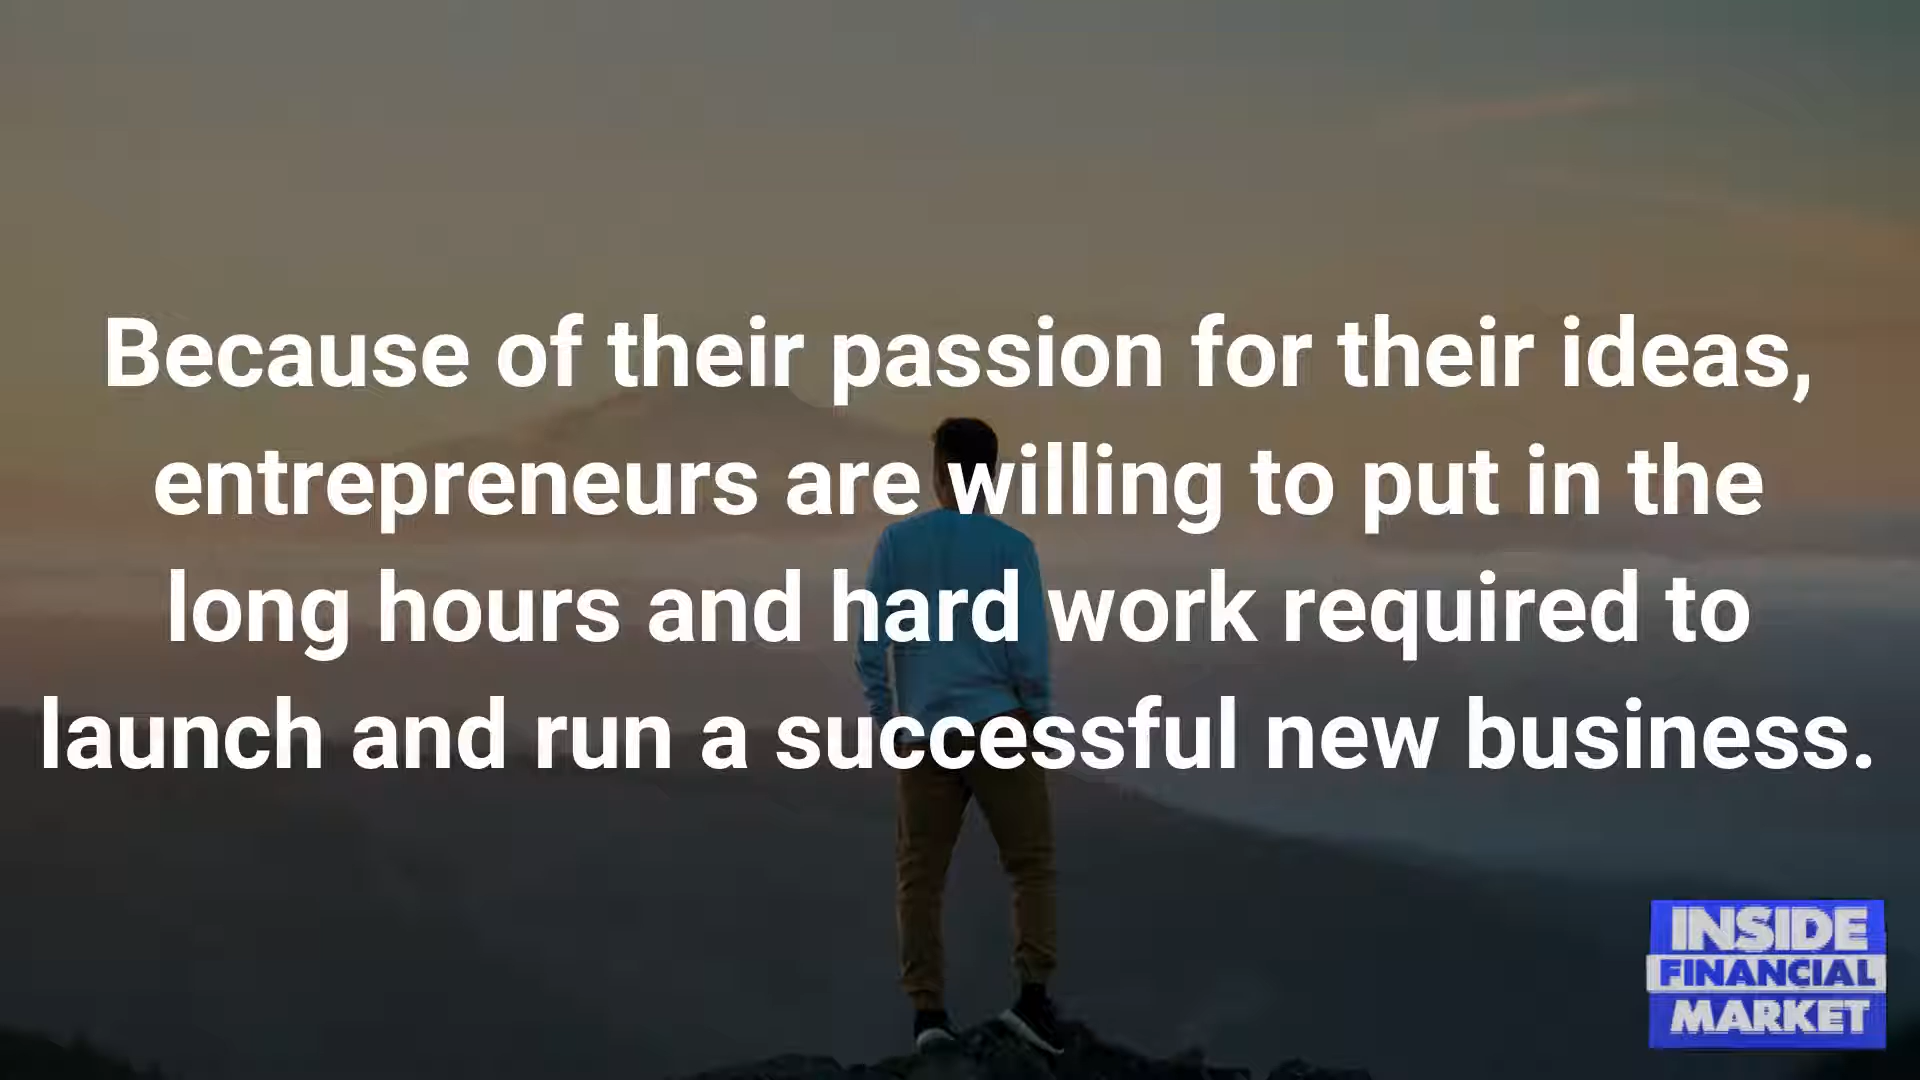 Because of their passion for their ideas,
entrepreneurs are willing to put in the
long hours and hard work required to
launch and run a successful new business.
INSIDE
FINANCIAL
MARKET